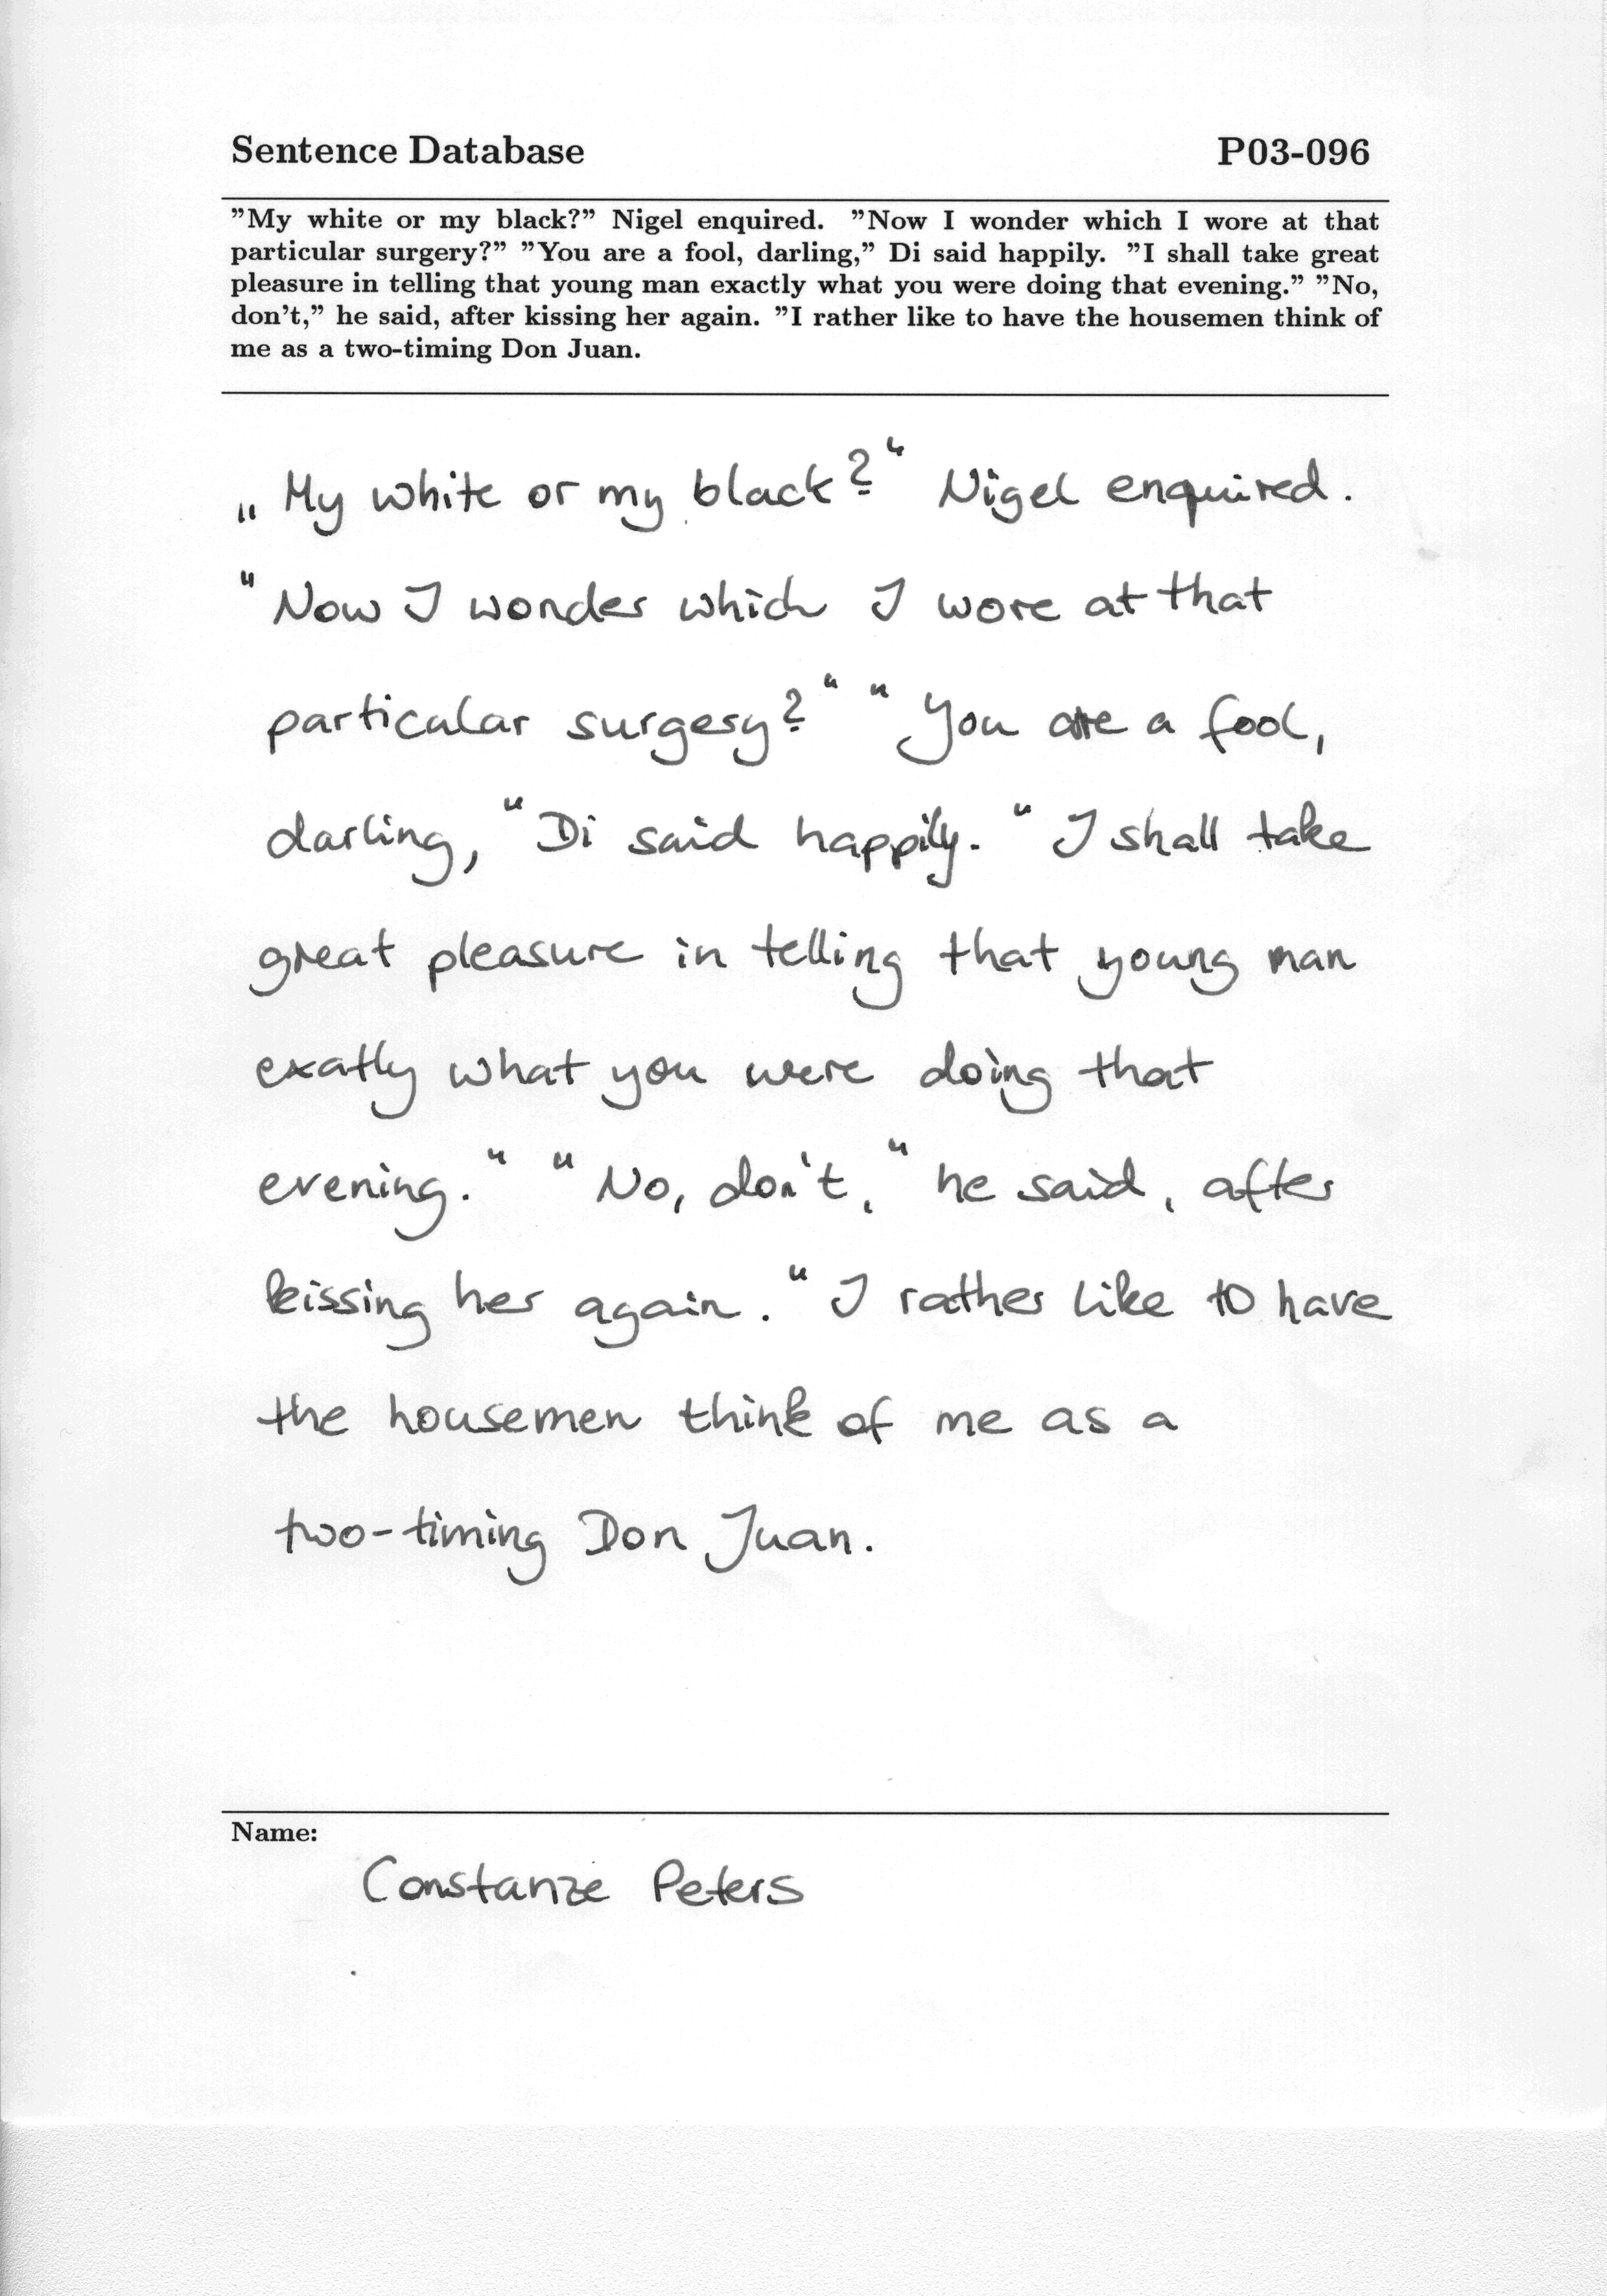 Sentence Database P03-096
”My white or my black?” Nigel enquired. ”Now I wonder which I wore at that
particular surgery?” ”You are a fool, darling,” Di said happily. ”I shall take great
pleasure in telling that young man exactly what you were doing that evening.” ”No,
don’t,” he said, after kissing her again. ”I rather like to have the housemen think of
me as a two-timing Don Juan.
„My white or my black?“ Nigel enquired.
"Now I wonder which I wore at that
particular surgery?" "You are a fool,
darling," Di said happily. "I shall take
great pleasure in telling that young man
exatly what you were doing that
evening." "No, don't," he said, after
kissing her again. "I rather like to have
the housemen think of me as a
two-timing Don Juan.
Name:
Constanze Peters